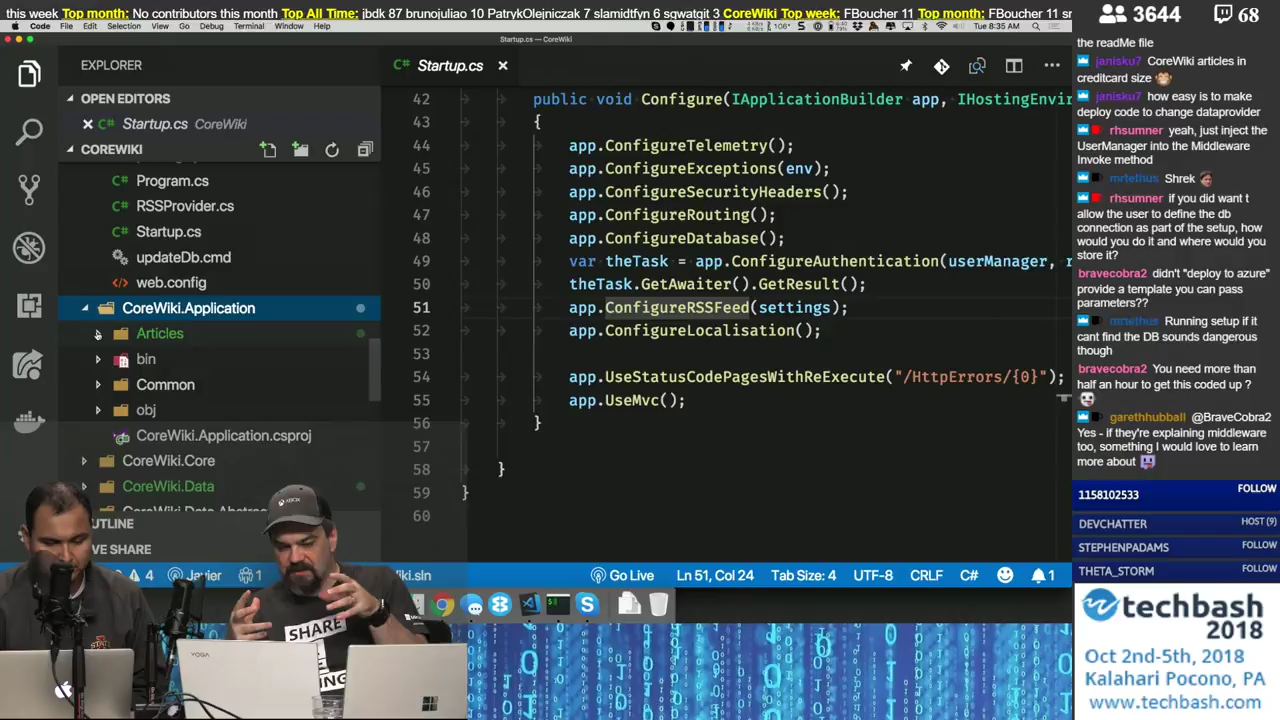 this week Top month: No contributors this month Top All Time: jbdk 87 brunojuliao 10 PatrykOlejniczak 7 slamidtfyn 6 sqwatgit 3 CoreWiki Top week: FBoucher 11 Top month: FBoucher 11
Code File Edit Selection View Go Debug Terminal Window Help
Tue 8:35 AM
Startup.cs — CoreWiki
EXPLORER
OPEN EDITORS
Startup.cs CoreWiki
COREWIKI
Program.cs
RSSProvider.cs
Startup.cs
updateDb.cmd
web.config
CoreWiki.Application
Articles
bin
Common
obj
CoreWiki.Application.csproj
CoreWiki.Core
CoreWiki.Data
Startup.cs
42 public void Configure(IApplicationBuilder app, IHostingEnvir
43 {
44 app.ConfigureTelemetry();
45 app.ConfigureExceptions(env);
46 app.ConfigureSecurityHeaders();
47 app.ConfigureRouting();
48 app.ConfigureDatabase();
49 var theTask = app.ConfigureAuthentication(userManager, r
50 theTask.GetAwaiter().GetResult();
51 app.ConfigureRSSFeed(settings);
52 app.ConfigureLocalisation();
53
54 app.UseStatusCodePagesWithReExecute("/HttpErrors/{0}");
55 app.UseMvc();
56 }
57
58 }
59 }
60
4 Javier 1 iki.sln Go Live Ln 51, Col 24 Tab Size: 4 UTF-8 CRLF C# 1
SHARE
YOGA
XBOX
3644 68
the readMe file
janisku7 CoreWiki articles in
creditcard size
janisku7 how easy is to make
deploy code to change dataprovider
rhsumner yeah, just inject the
UserManager into the Middleware
Invoke method
mrtethus Shrek
rhsumner if you did want t
allow the user to define the db
connection as part of the setup, how
would you do it and where would you
store it?
bravecobra2 didn't "deploy to azure"
provide a template you can pass
parameters??
mrtethus Running setup if it
cant find the DB sounds dangerous
though
bravecobra2 You need more than
half an hour to get this coded up ?
garethhubball @BraveCobra2
Yes - if they're explaining middleware
too, something I would love to learn
more about
1158102533 FOLLOW
DEVCHATTER HOST (9)
STEPHENPADAMS FOLLOW
THETA_STORM FOLLOW
techbash
2018
Oct 2nd-5th, 2018
Kalahari Pocono, PA
www.techbash.com